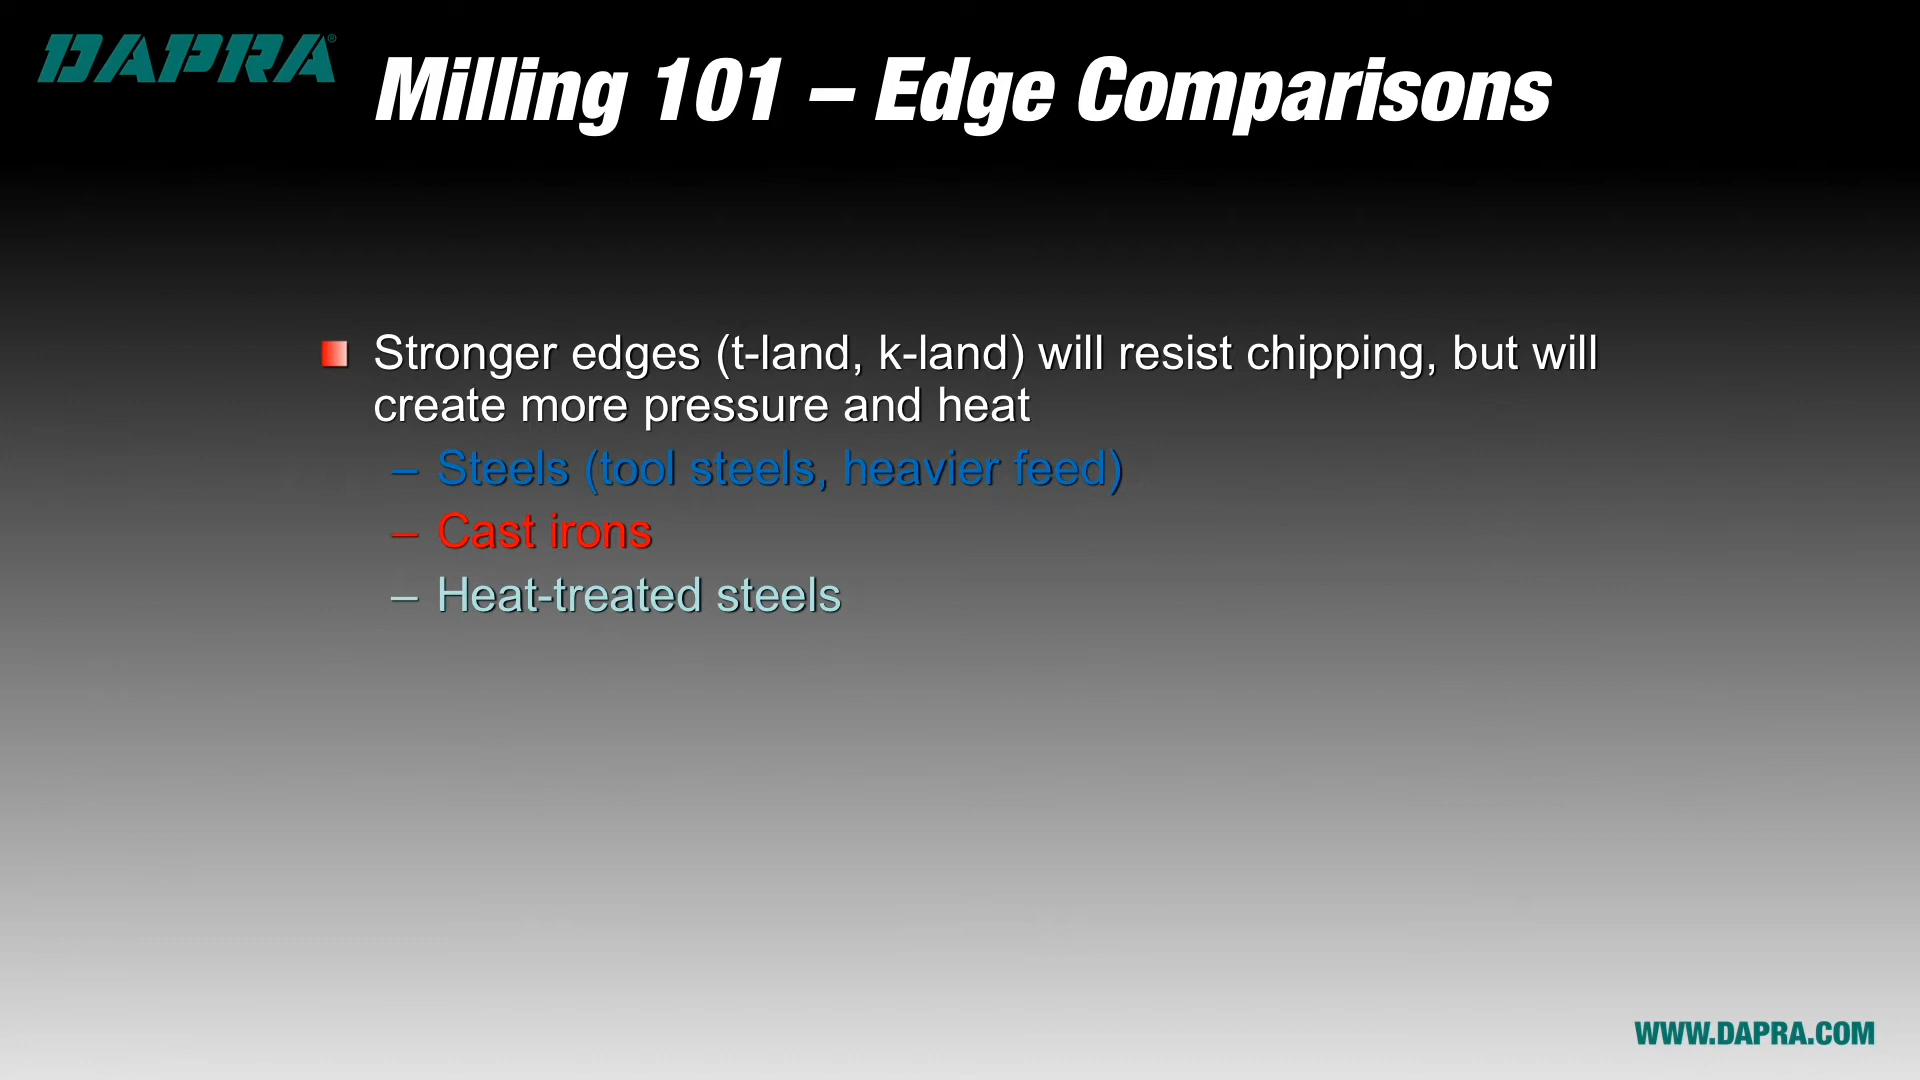 DAPRA®
Milling 101 – Edge Comparisons
Stronger edges (t-land, k-land) will resist chipping, but will
create more pressure and heat
– Steels (tool steels, heavier feed)
– Cast irons
– Heat-treated steels
WWW.DAPRA.COM